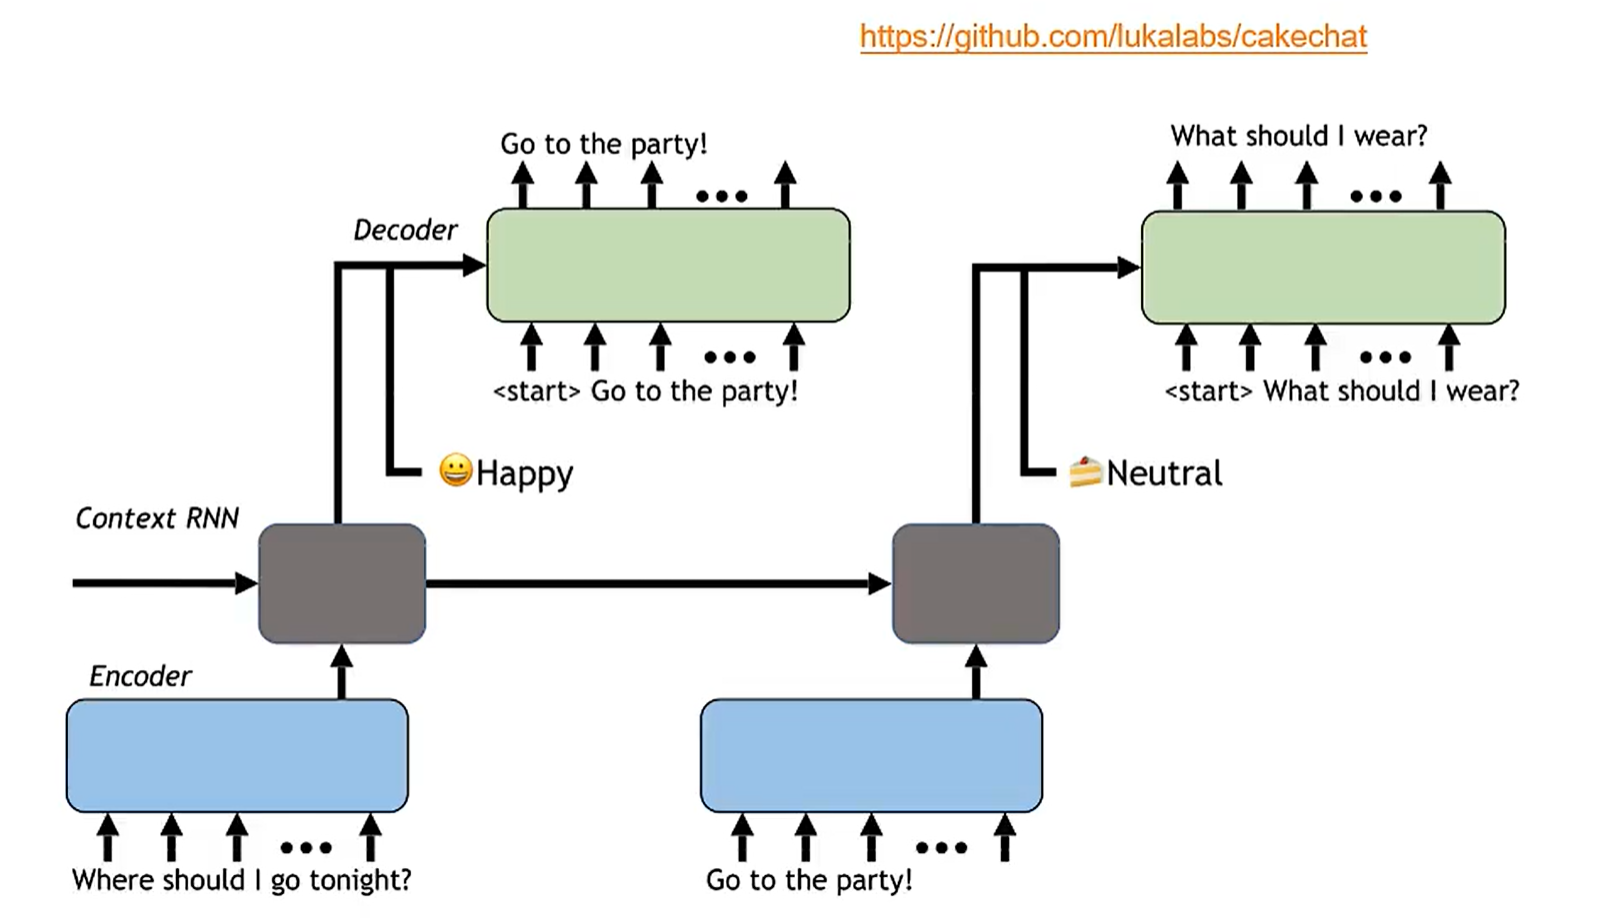 https://github.com/lukalabs/cakechat
Go to the party!
What should I wear?
Decoder
<start> Go to the party!
<start> What should I wear?
Happy
Neutral
Context RNN
Encoder
Where should I go tonight?
Go to the party!